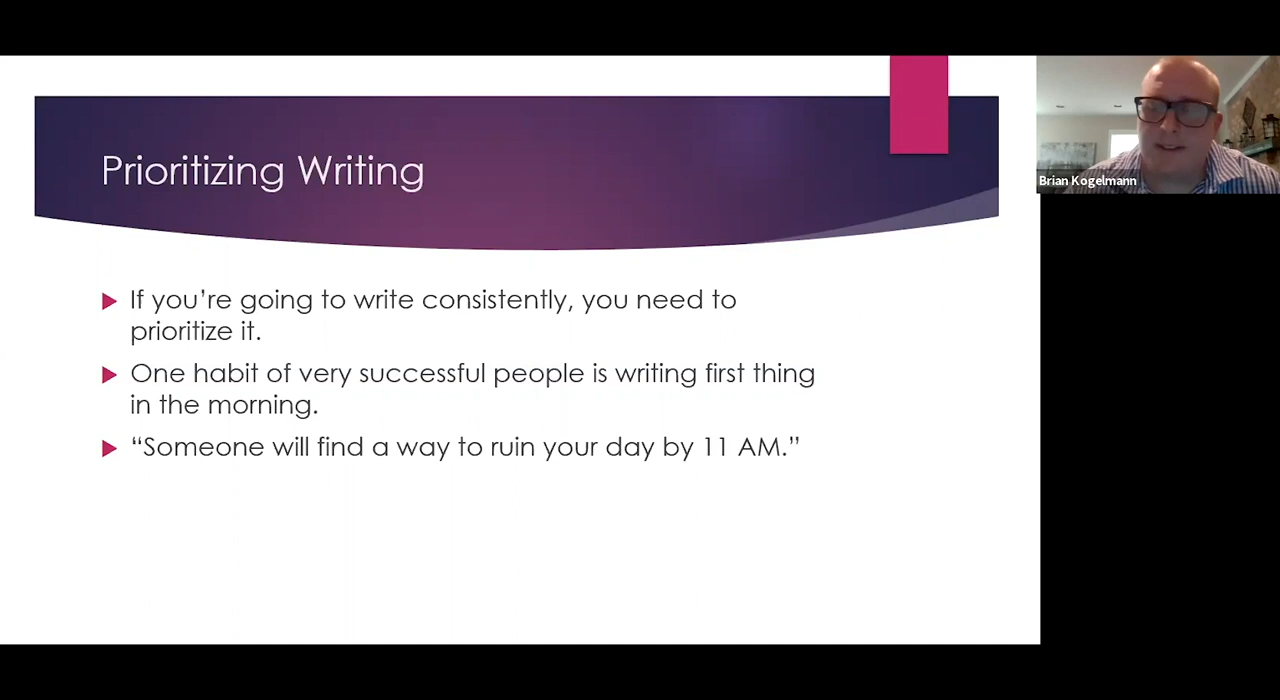 Prioritizing Writing
If you’re going to write consistently, you need to
prioritize it.
One habit of very successful people is writing first thing
in the morning.
“Someone will find a way to ruin your day by 11 AM.”
Brian Kogelmann